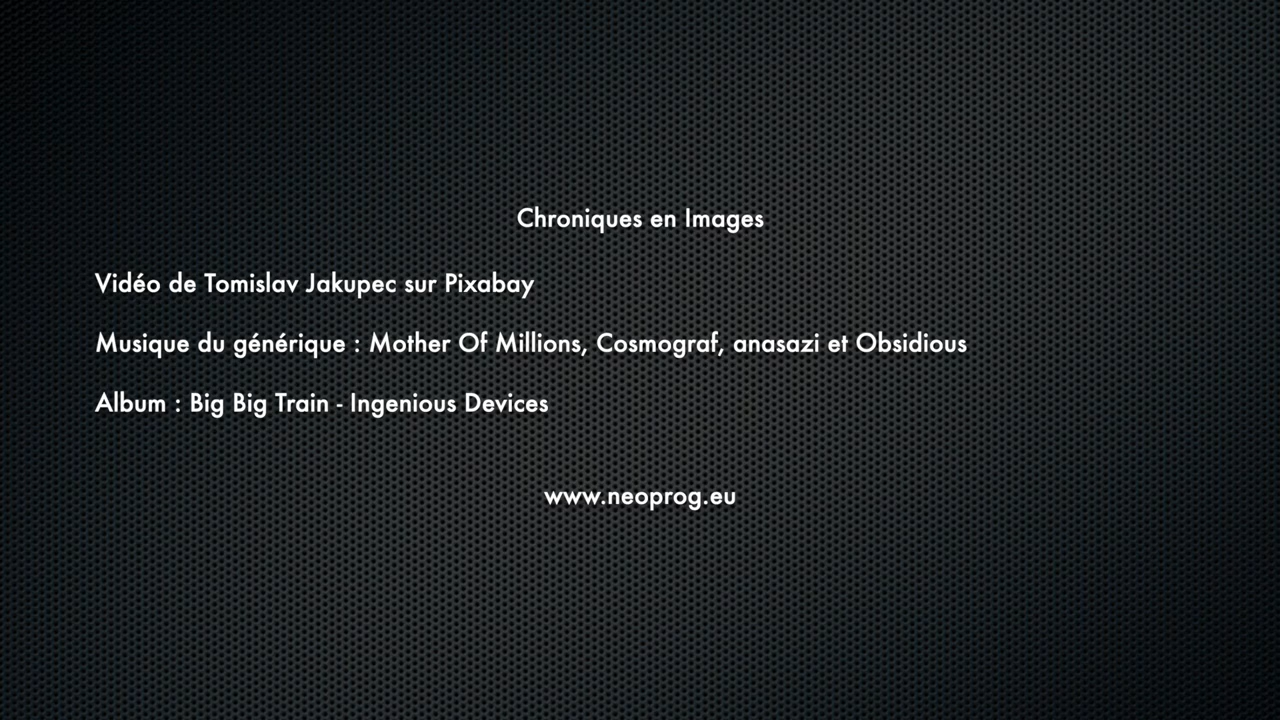 Chroniques en Images
Vidéo de Tomislav Jakupec sur Pixabay
Musique du générique : Mother Of Millions, Cosmograf, anasazi et Obsidious
Album : Big Big Train - Ingenious Devices
www.neoprog.eu